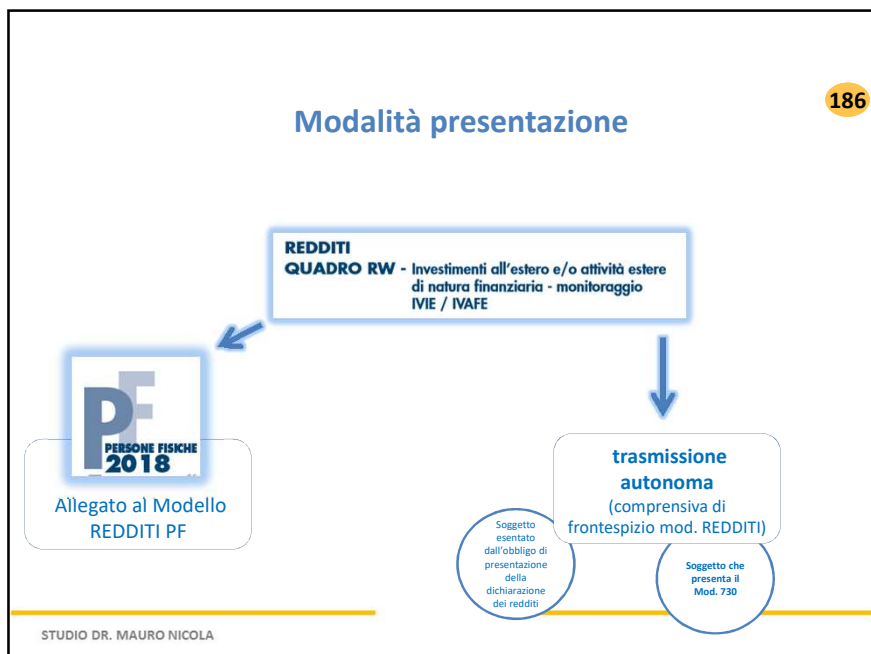 186
Modalità presentazione
REDDITI
QUADRO RW - Investimenti all'estero e/o attività estere
di natura finanziaria - monitoraggio
IVIE / IVAFE
PF
PERSONE FISICHE
2018
Allegato al Modello
REDDITI PF
trasmissione
autonoma
(comprensiva di
frontespizio mod. REDDITI)
Soggetto
esentato
dall'obbligo di
presentazione
della
dichiarazione
dei redditi
Soggetto che
presenta il
Mod. 730
STUDIO DR. MAURO NICOLA